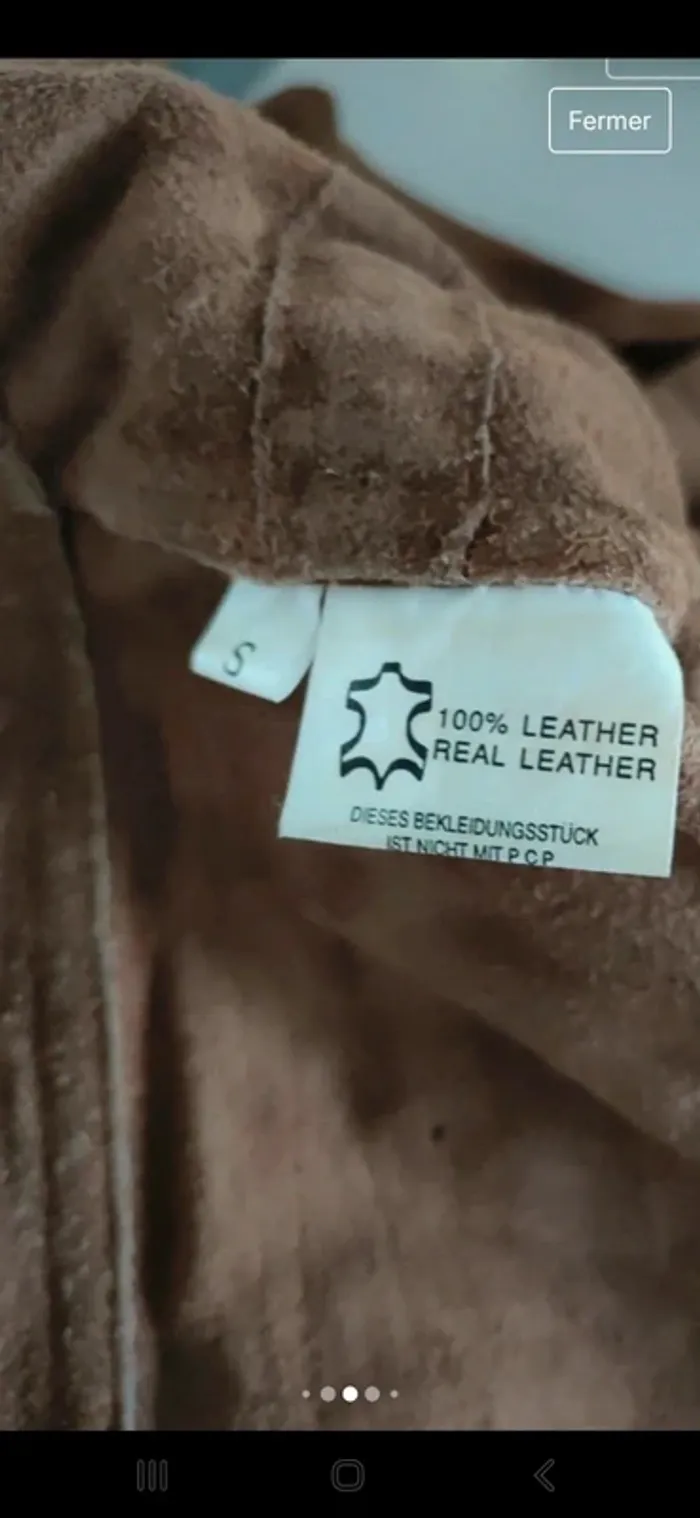 Fermer
S
100% LEATHER
REAL LEATHER
DIESES BEKLEIDUNGSSTÜCK
IST NICHT MIT P C P